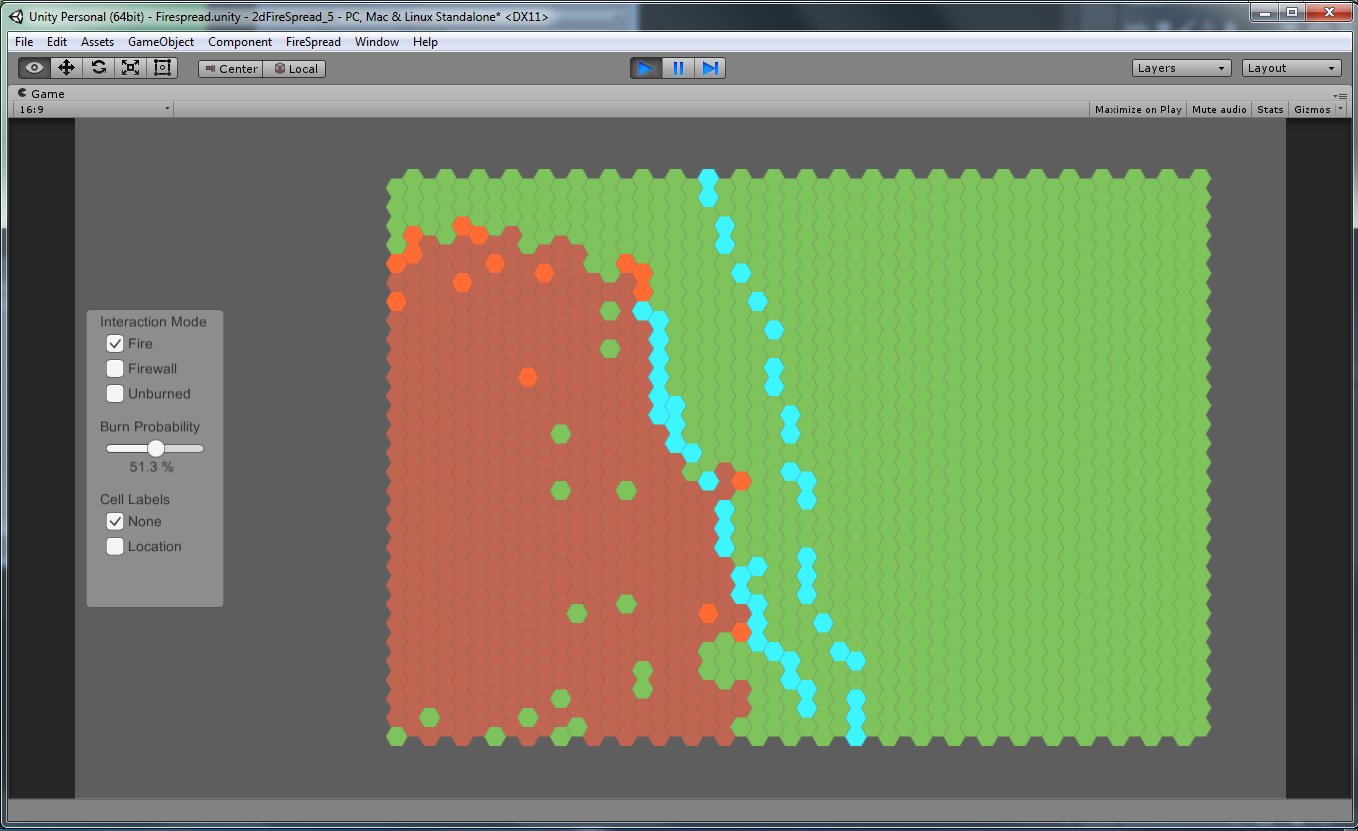 Unity Personal (64bit) - Firespread.unity - 2dFireSpread_5 - PC, Mac & Linux Standalone* <DX11>
File Edit Assets GameObject Component FireSpread Window Help
Center Local Layers Layout
Game
16:9 Maximize on Play Mute audio Stats Gizmos
Interaction Mode
Fire
Firewall
Unburned
Burn Probability
51.3 %
Cell Labels
None
Location